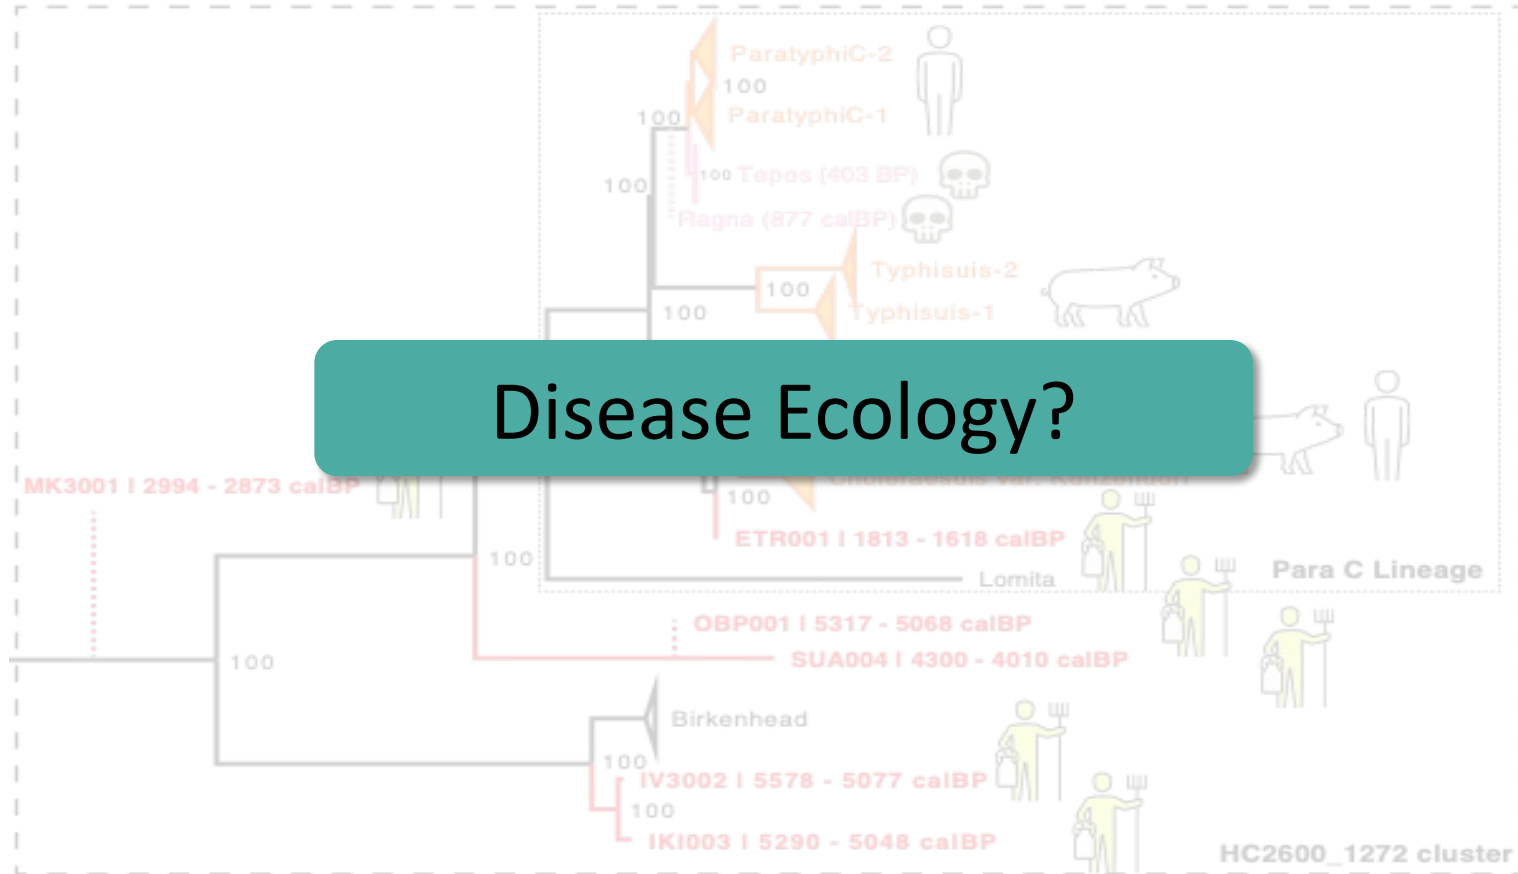 ParatyphiC-2
100
ParatyphiC-1
100
100 Tepos (403 BP)
100
Ragna (877 calBP)
Typhisuis-2
100
Typhisuis-1
100
Disease Ecology?
MK3001 I 2994 - 2873 calBP
Choleraesuis var. Kunzendorf
100
ETR001 I 1813 - 1618 calBP
100
Lomita
Para C Lineage
OBP001 I 5317 - 5068 calBP
SUA004 I 4300 - 4010 calBP
100
Birkenhead
100
IV3002 I 5578 - 5077 calBP
100
IKI003 I 5290 - 5048 calBP
HC2600_1272 cluster